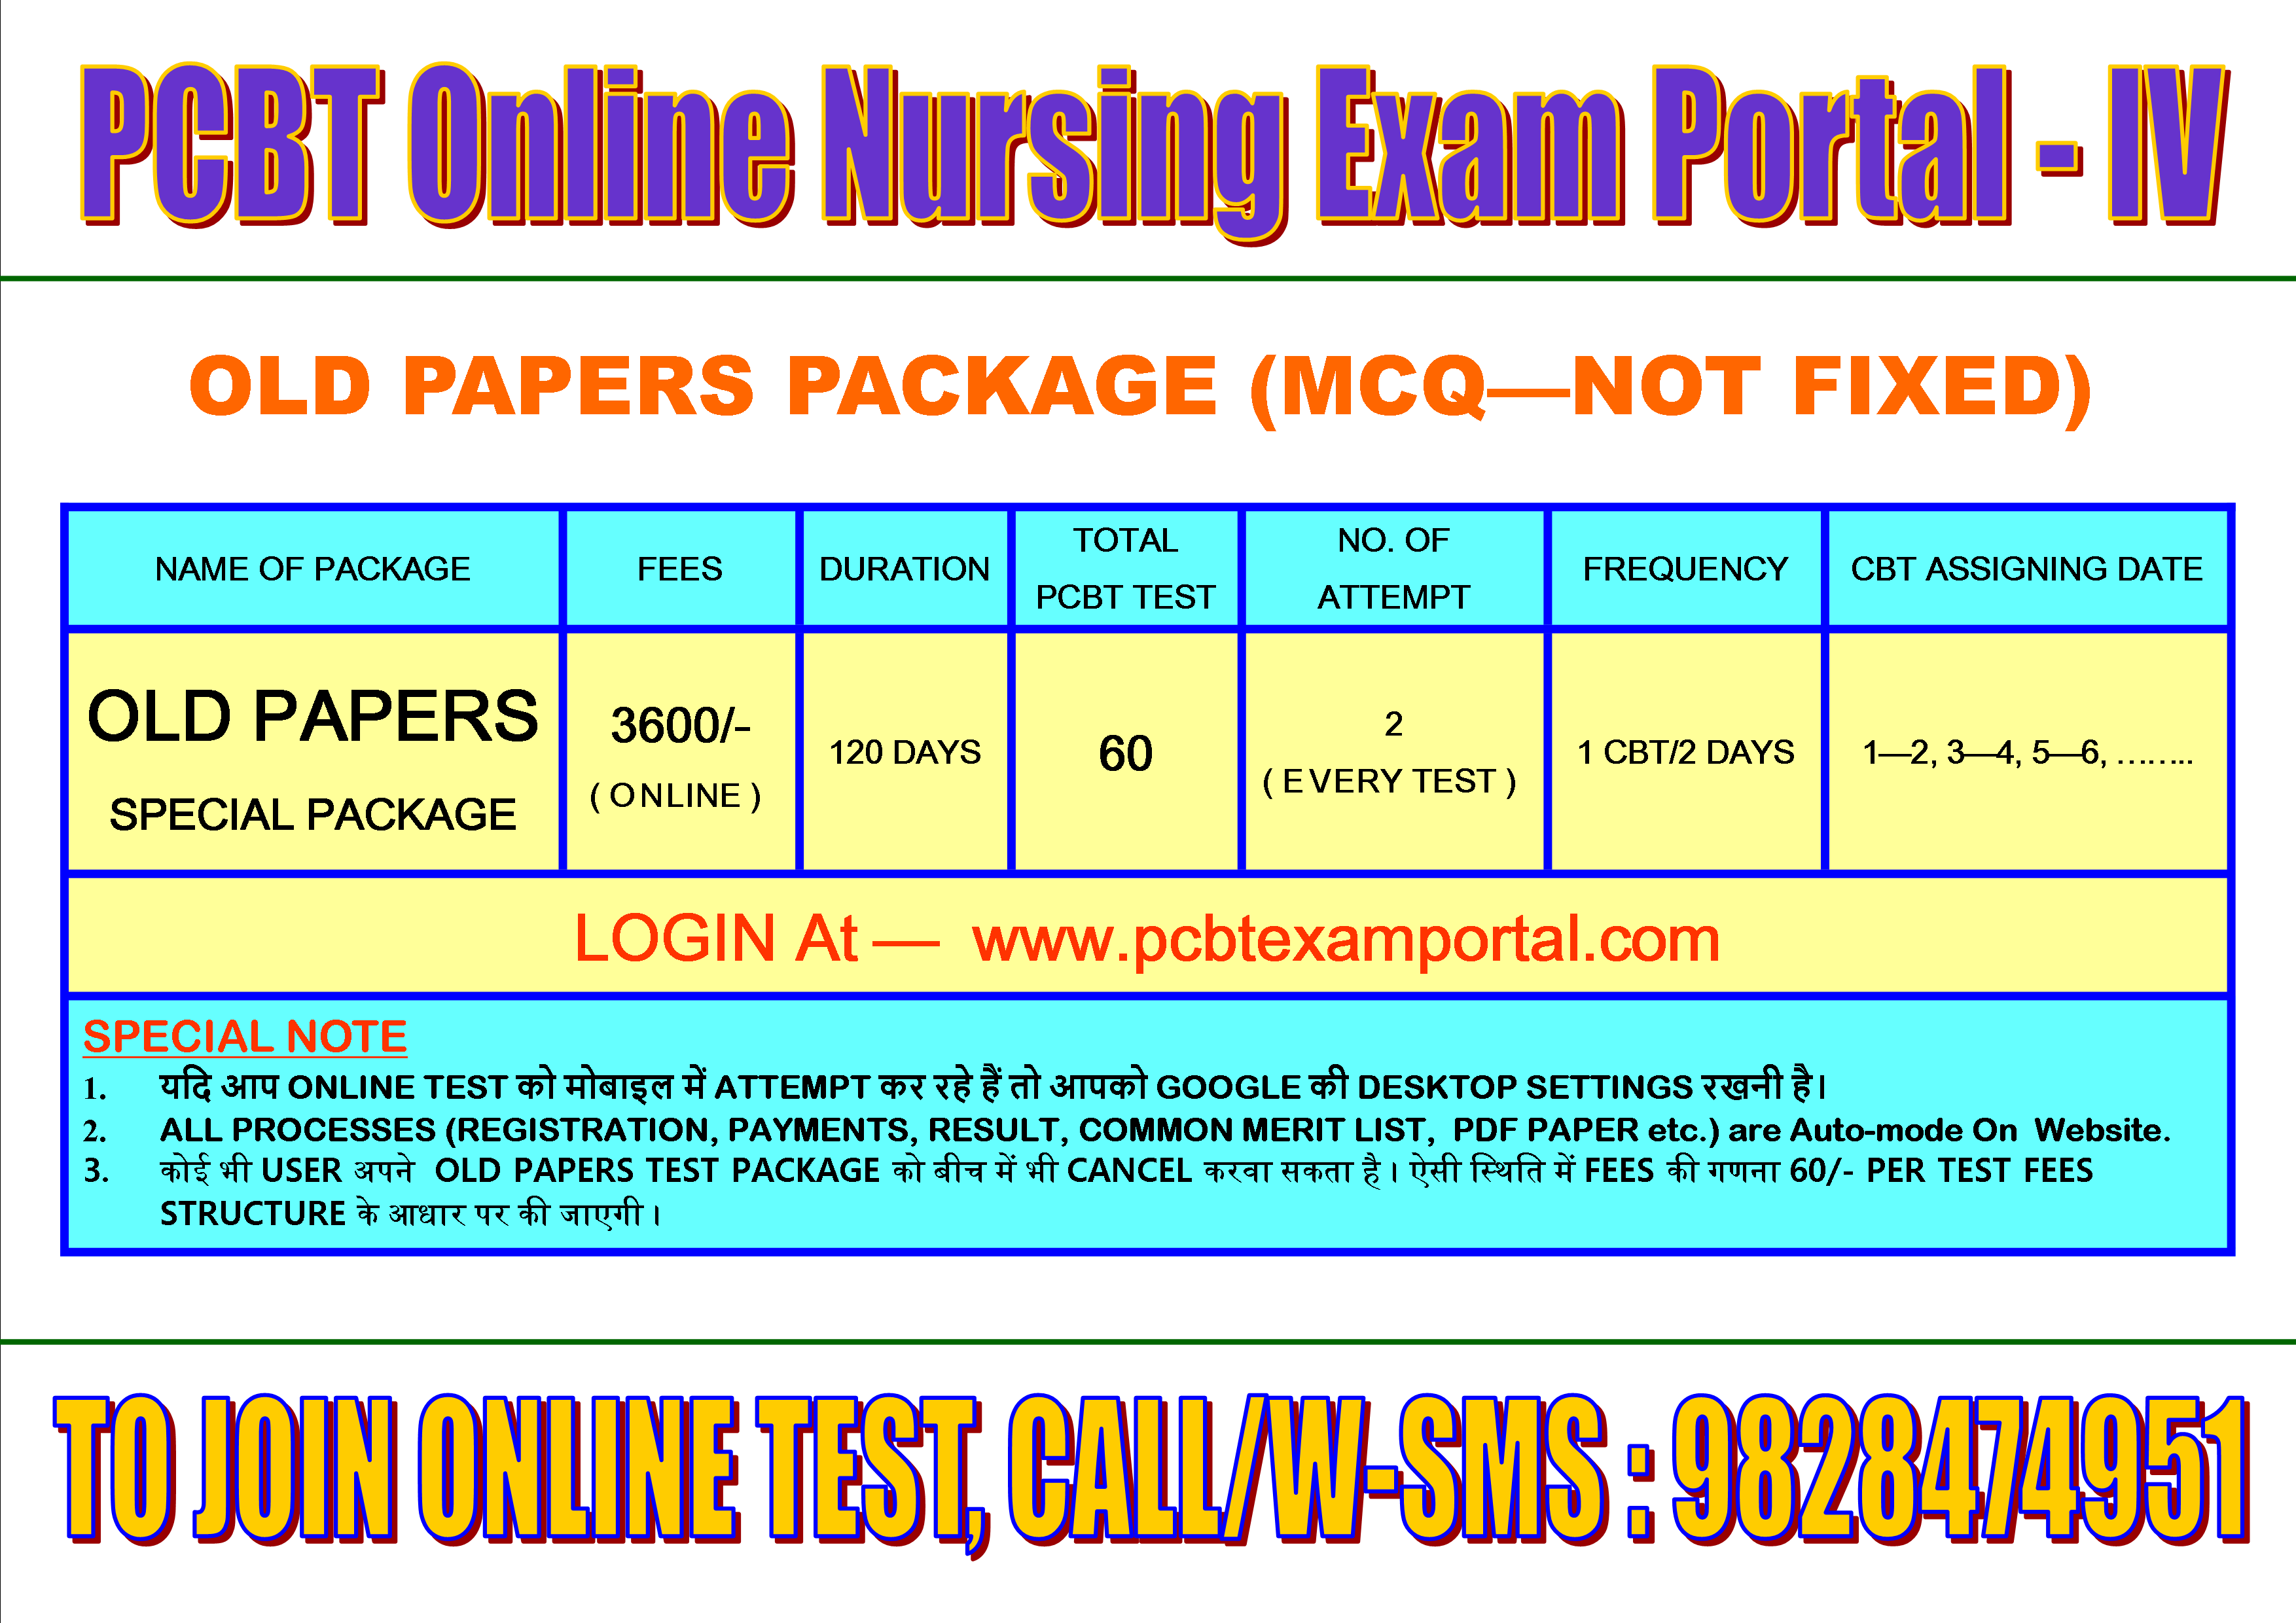 PCBT Online Nursing Exam Portal - IV
OLD PAPERS PACKAGE (MCQ—NOT FIXED)
NAME OF PACKAGE
FEES
DURATION
TOTAL
PCBT TEST
NO. OF
ATTEMPT
FREQUENCY
CBT ASSIGNING DATE
OLD PAPERS
SPECIAL PACKAGE
3600/-
( ONLINE )
120 DAYS
60
2
( EVERY TEST )
1 CBT/2 DAYS
1—2, 3—4, 5—6, ……..
LOGIN At — www.pcbtexamportal.com
SPECIAL NOTE
1. यदि आप ONLINE TEST को मोबाइल में ATTEMPT कर रहे हैं तो आपको GOOGLE की DESKTOP SETTINGS रखनी है।
2. ALL PROCESSES (REGISTRATION, PAYMENTS, RESULT, COMMON MERIT LIST, PDF PAPER etc.) are Auto-mode On Website.
3. कोई भी USER अपने OLD PAPERS TEST PACKAGE को बीच में भी CANCEL करवा सकता है। ऐसी स्थिति में FEES की गणना 60/- PER TEST FEES
STRUCTURE के आधार पर की जाएगी।
TO JOIN ONLINE TEST, CALL/W-SMS : 9828474951